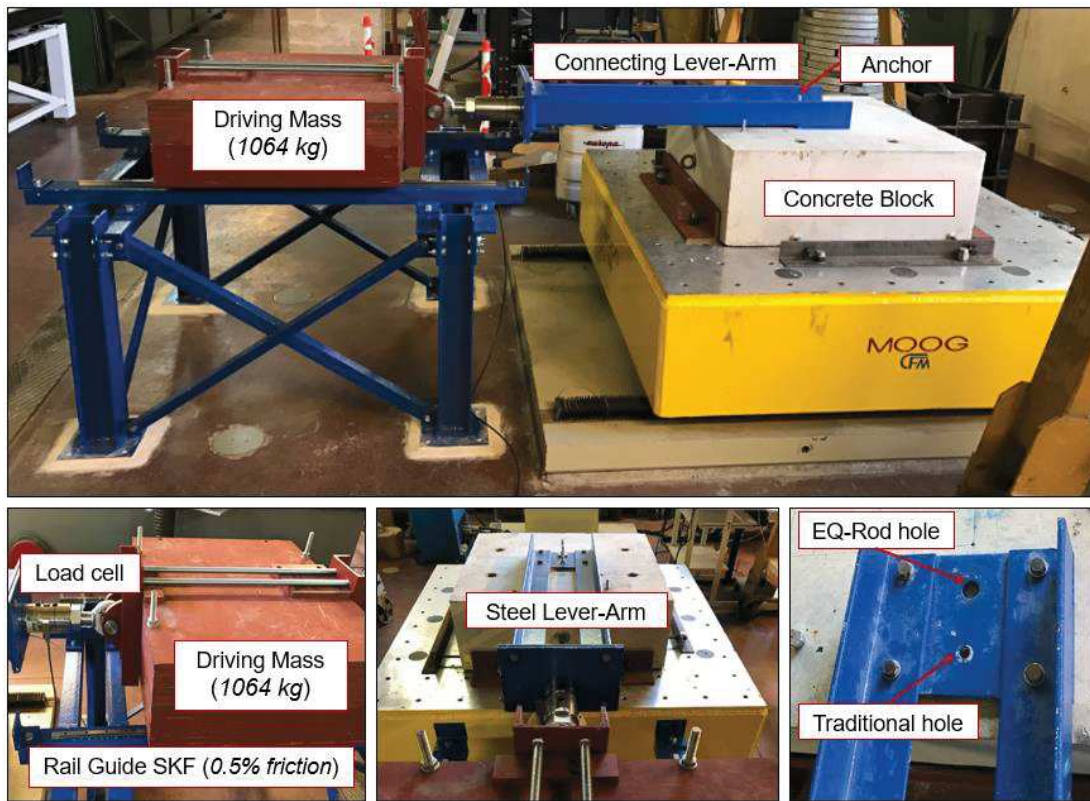 Connecting Lever-Arm
Anchor
Driving Mass
(1064 kg)
Concrete Block
MOOG
CFM
Load cell
Driving Mass
(1064 kg)
Rail Guide SKF (0.5% friction)
Steel Lever-Arm
EQ-Rod hole
Traditional hole